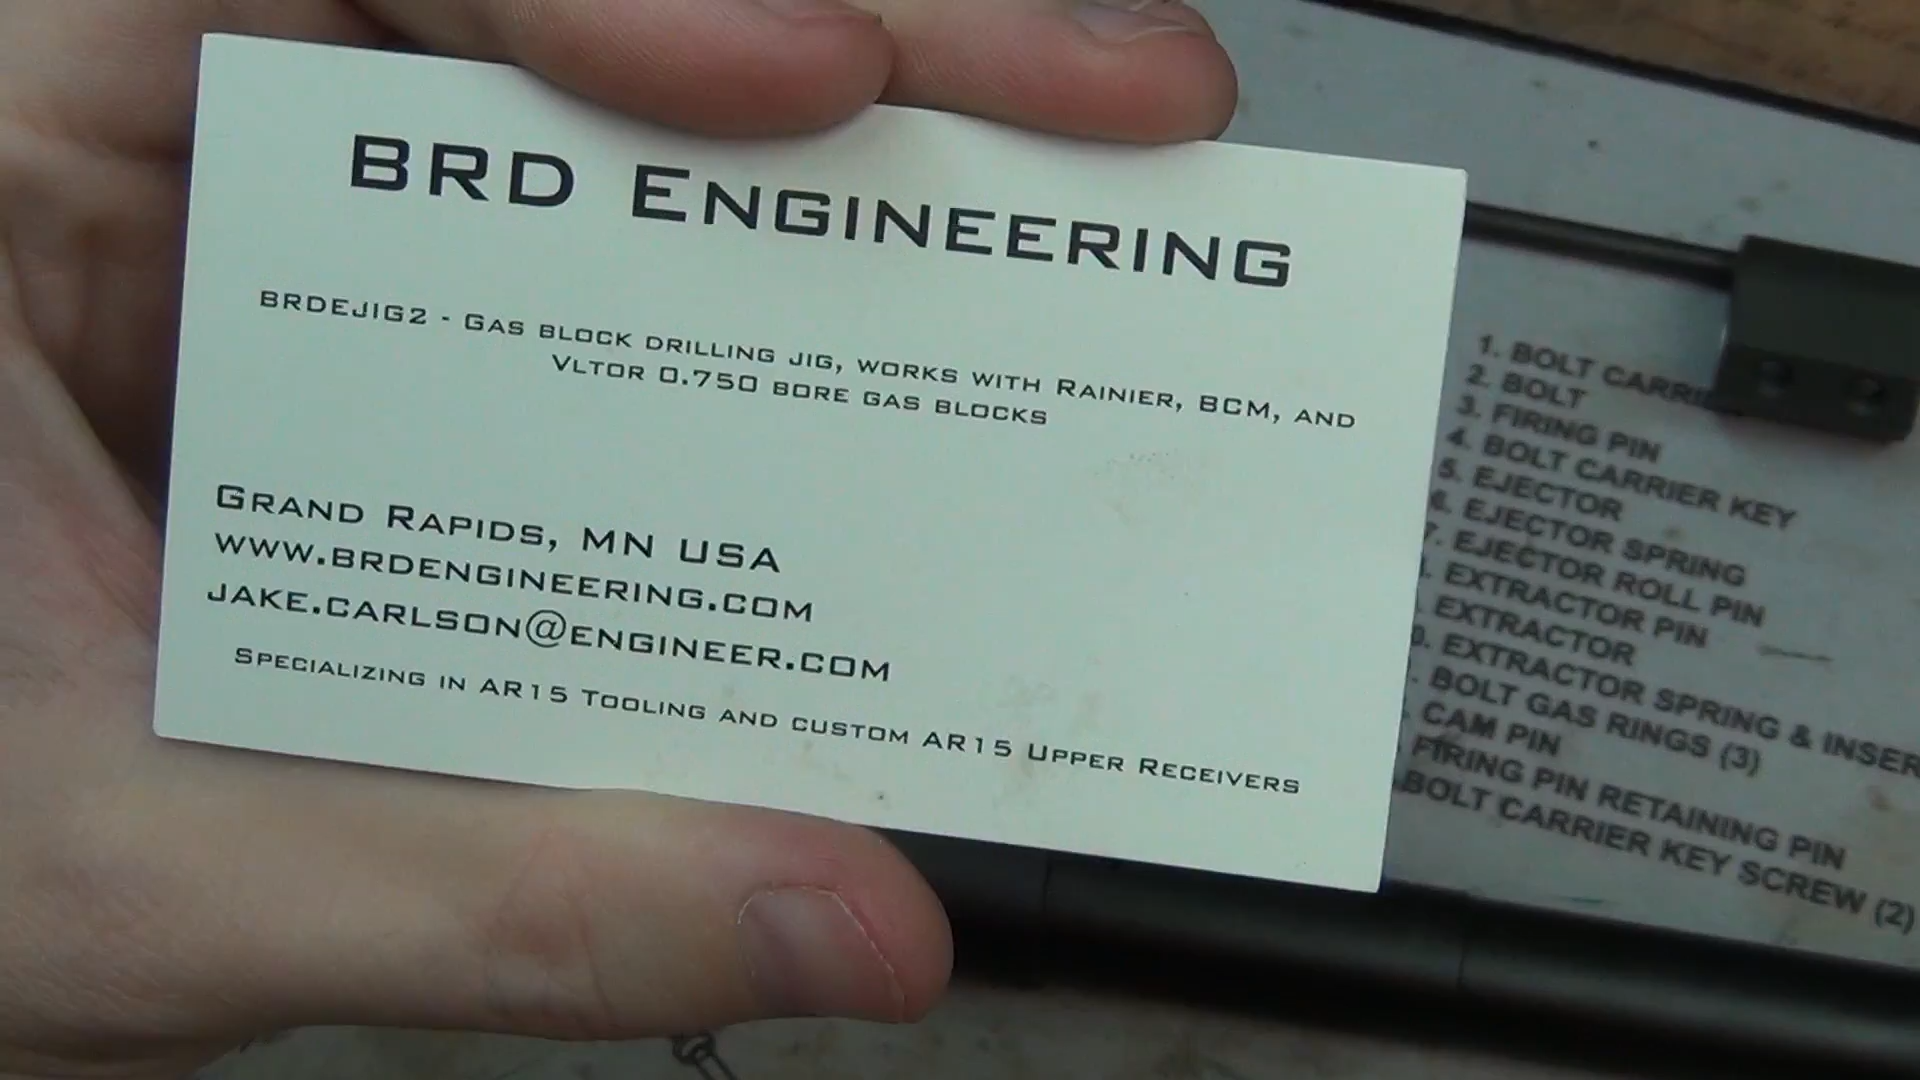 BRD Engineering
BRDEJIG2 - Gas block drilling jig, works with Rainier, BCM, and
Vltor 0.750 bore gas blocks
Grand Rapids, MN USA
www.brdengineering.com
jake.carlson@engineer.com
Specializing in AR15 Tooling and custom AR15 Upper Receivers
1. BOLT CARRIE
2. BOLT
3. FIRING PIN
4. BOLT CARRIER KEY
5. EJECTOR
6. EJECTOR SPRING
7. EJECTOR ROLL PIN
. EXTRACTOR PIN
. EXTRACTOR
0. EXTRACTOR SPRING & INSER
. BOLT GAS RINGS (3)
. CAM PIN
. FIRING PIN RETAINING PIN
. BOLT CARRIER KEY SCREW (2)